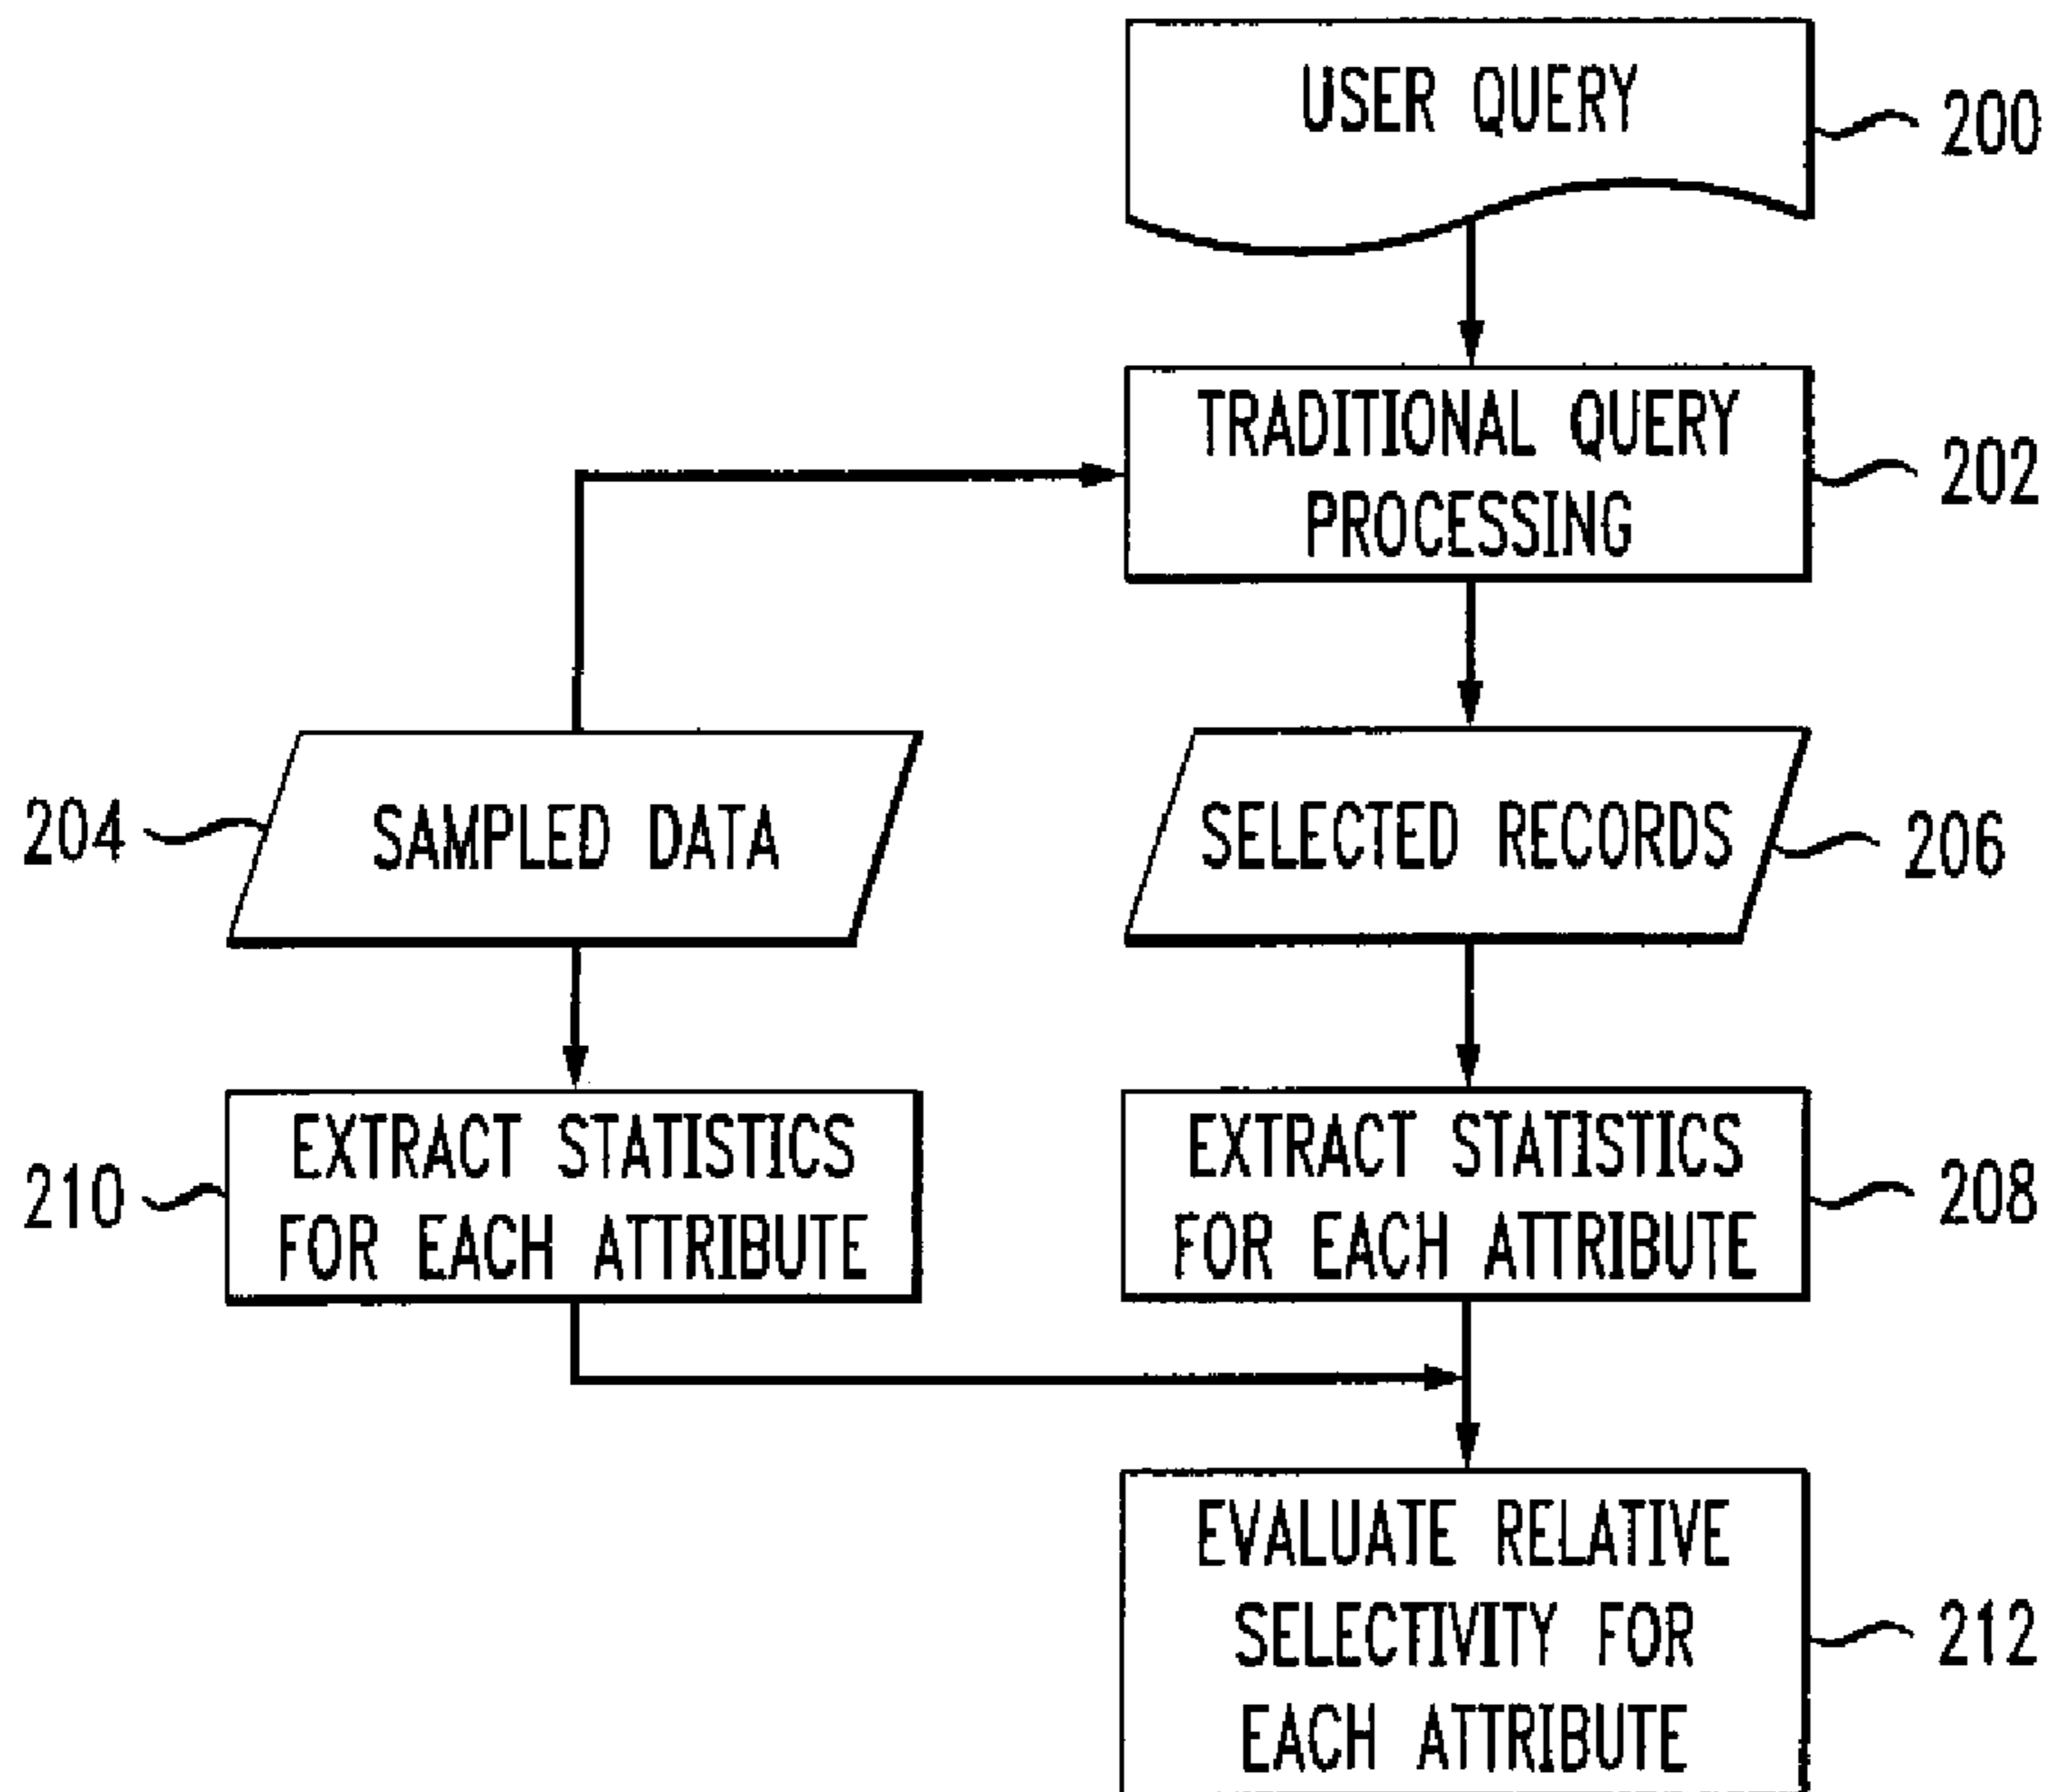 USER QUERY
200
TRADITIONAL QUERY
PROCESSING
202
204
SAMPLED DATA
SELECTED RECORDS
206
210
EXTRACT STATISTICS
FOR EACH ATTRIBUTE
EXTRACT STATISTICS
FOR EACH ATTRIBUTE
208
EVALUATE RELATIVE
SELECTIVITY FOR
EACH ATTRIBUTE
212